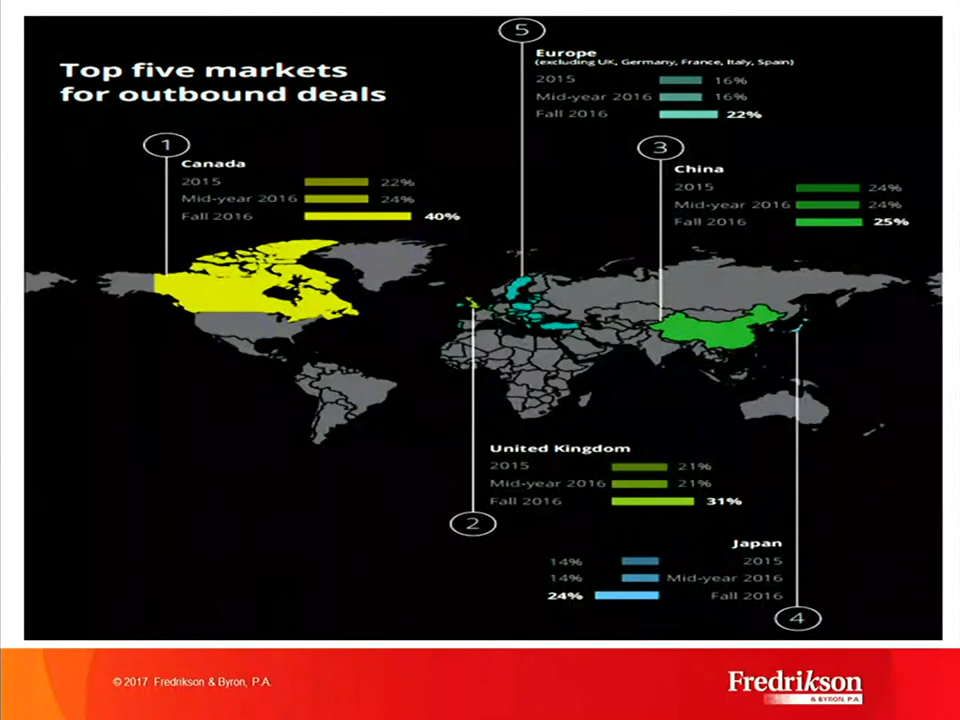 Top five markets
for outbound deals
5
Europe
(excluding UK, Germany, France, Italy, Spain)
2015 16%
Mid-year 2016 16%
Fall 2016 22%
1
Canada
2015 22%
Mid-year 2016 24%
Fall 2016 40%
3
China
2015 24%
Mid-year 2016 24%
Fall 2016 25%
United Kingdom
2015 21%
Mid-year 2016 21%
Fall 2016 31%
2
Japan
14% 2015
14% Mid-year 2016
24% Fall 2016
4
© 2017 Fredrikson & Byron, P.A.
Fredrikson
& BYRON, P.A.